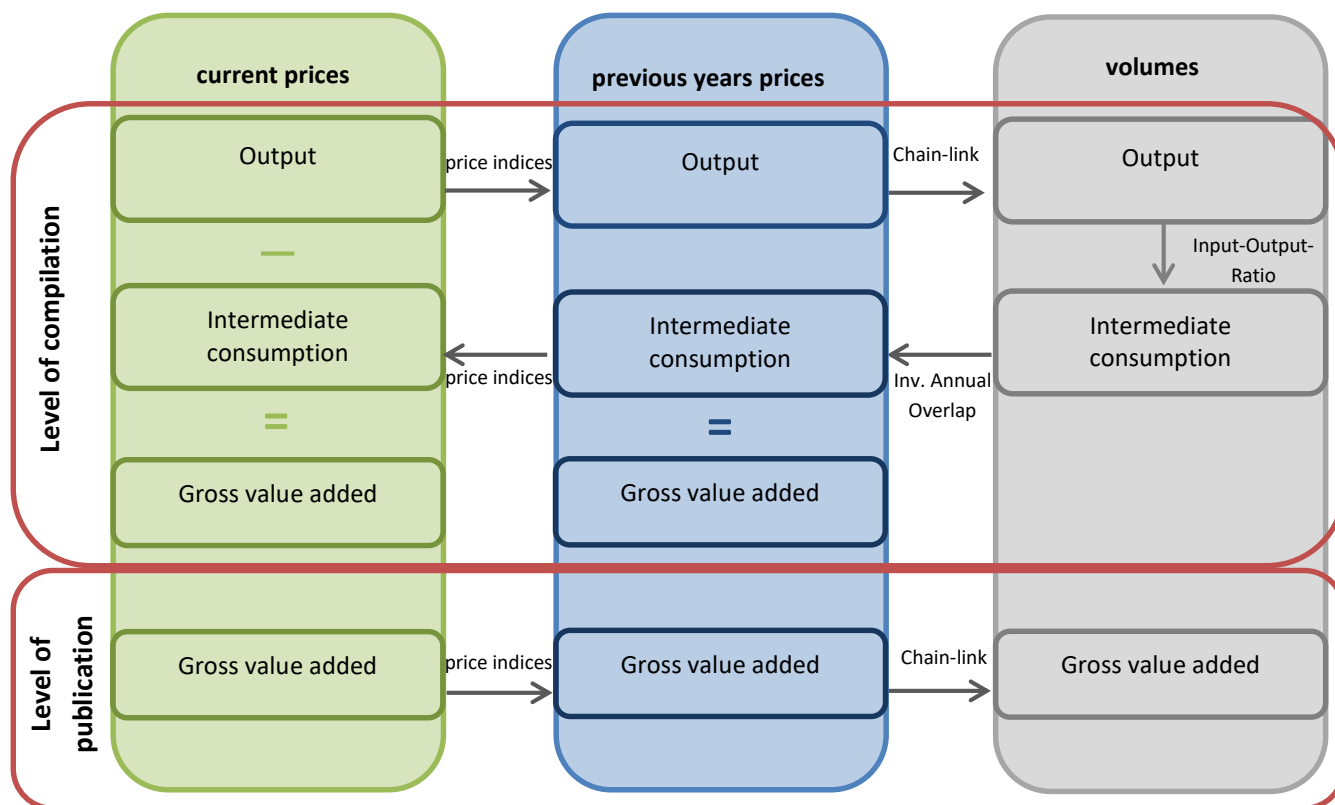 current prices
previous years prices
volumes
Level of compilation
Output
price indices
Output
Chain-link
Output
—
Input-Output-
Ratio
Intermediate
consumption
price indices
Intermediate
consumption
Inv. Annual
Overlap
Intermediate
consumption
=
=
Gross value added
Gross value added
Level of
publication
Gross value added
price indices
Gross value added
Chain-link
Gross value added